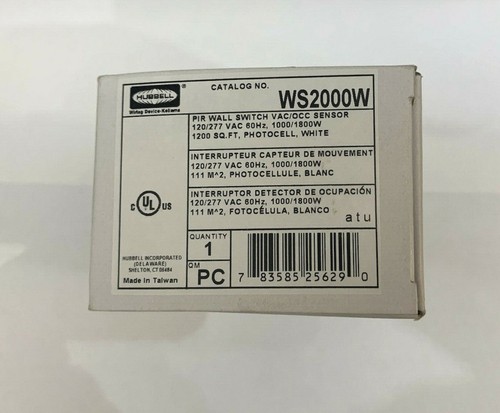 HUBBELL
Wiring Device-Kellems
CATALOG NO.
WS2000W
PIR WALL SWITCH VAC/OCC SENSOR
120/277 VAC 60Hz, 1000/1800W
1200 SQ.FT, PHOTOCELL, WHITE
INTERRUPTEUR CAPTEUR DE MOUVEMENT
120/277 VAC 60Hz, 1000/1800W
111 M^2, PHOTOCELLULE, BLANC
INTERRUPTOR DETECTOR DE OCUPACIÓN
120/277 VAC 60Hz, 1000/1800W
111 M^2, FOTOCÉLULA, BLANCO
atu
C UL US
HUBBELL INCORPORATED
(DELAWARE)
SHELTON, CT 06484
Made in Taiwan
QUANTITY
1
OM
PC
7 83585 25629 0